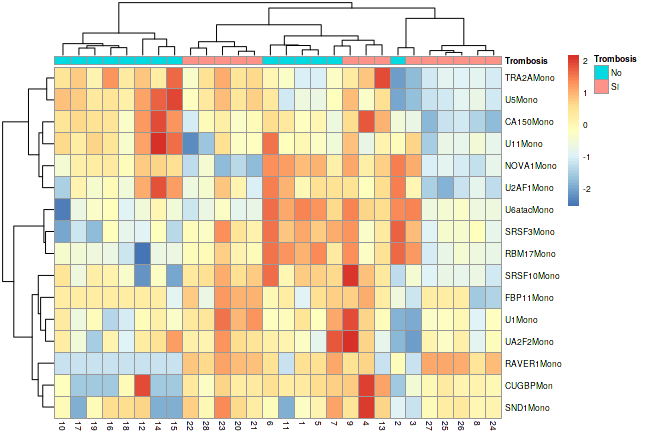 Trombosis
TRA2AMono
U5Mono
CA150Mono
U11Mono
NOVA1Mono
U2AF1Mono
U6atacMono
SRSF3Mono
RBM17Mono
SRSF10Mono
FBP11Mono
U1Mono
UA2F2Mono
RAVER1Mono
CUGBPMon
SND1Mono
10 17 19 16 18 12 14 15 22 28 23 20 21 6 11 1 5 7 9 4 13 2 3 27 25 26 8 24
2
1
0
-1
-2
Trombosis
No
SI